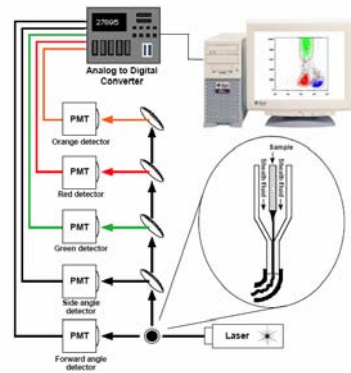 27895
Analog to Digital
Converter
PMT
Orange detector
PMT
Red detector
PMT
Green detector
PMT
Side angle
detector
PMT
Forward angle
detector
Sample
Sheath fluid
Sheath fluid
Laser